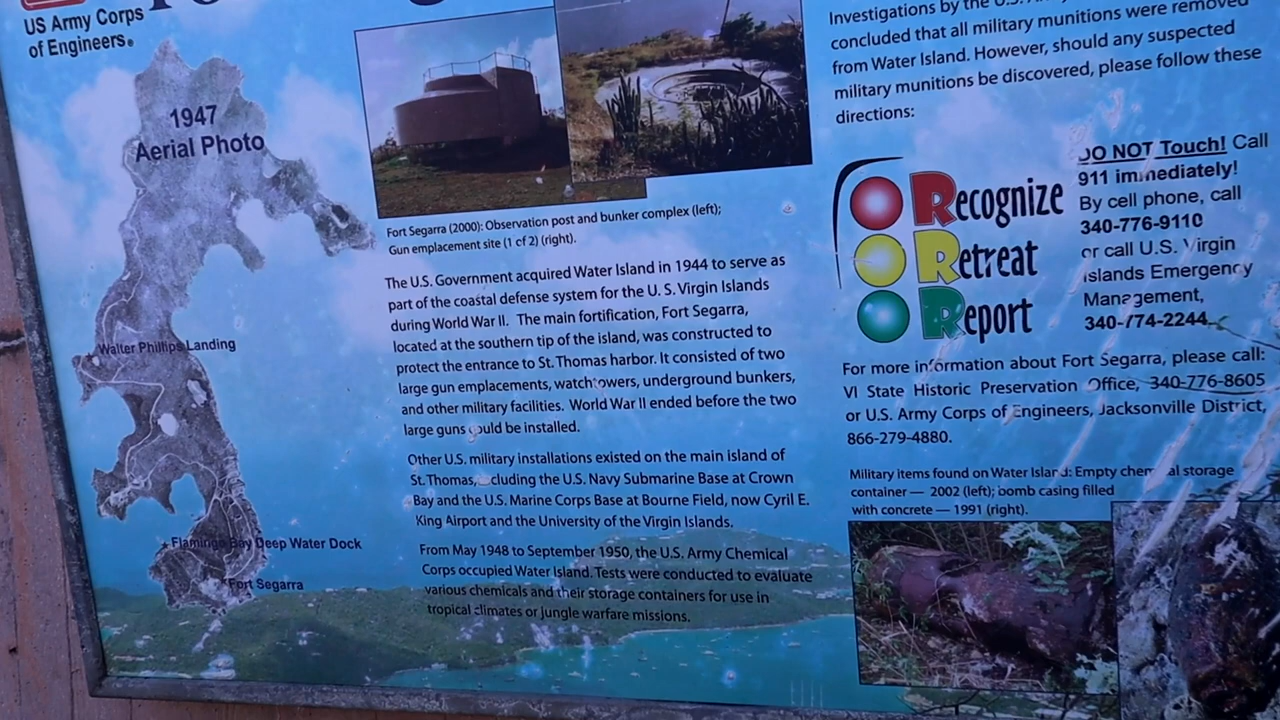 US Army Corps
of Engineers®
1947
Aerial Photo
Walter Phillips Landing
Flamingo Bay Deep Water Dock
Fort Segarra
Fort Segarra (2000): Observation post and bunker complex (left);
Gun emplacement site (1 of 2) (right).
The U.S. Government acquired Water Island in 1944 to serve as
part of the coastal defense system for the U. S. Virgin Islands
during World War II. The main fortification, Fort Segarra,
located at the southern tip of the island, was constructed to
protect the entrance to St. Thomas harbor. It consisted of two
large gun emplacements, watchtowers, underground bunkers,
and other military facilities. World War II ended before the two
large guns could be installed.
Other U.S. military installations existed on the main island of
St. Thomas, including the U.S. Navy Submarine Base at Crown
Bay and the U.S. Marine Corps Base at Bourne Field, now Cyril E.
King Airport and the University of the Virgin Islands.
From May 1948 to September 1950, the U.S. Army Chemical
Corps occupied Water Island. Tests were conducted to evaluate
various chemicals and their storage containers for use in
tropical climates or jungle warfare missions.
Investigations by the U.S.
concluded that all military munitions were removed
from Water Island. However, should any suspected
military munitions be discovered, please follow these
directions:
Recognize
Retreat
Report
DO NOT Touch! Call
911 immediately!
By cell phone, call
340-776-9110
or call U.S. Virgin
Islands Emergency
Management,
340-774-2244
For more information about Fort Segarra, please call:
VI State Historic Preservation Office, 340-776-8605
or U.S. Army Corps of Engineers, Jacksonville District,
866-279-4880.
Military items found on Water Island: Empty chemical storage
container — 2002 (left); bomb casing filled
with concrete — 1991 (right).